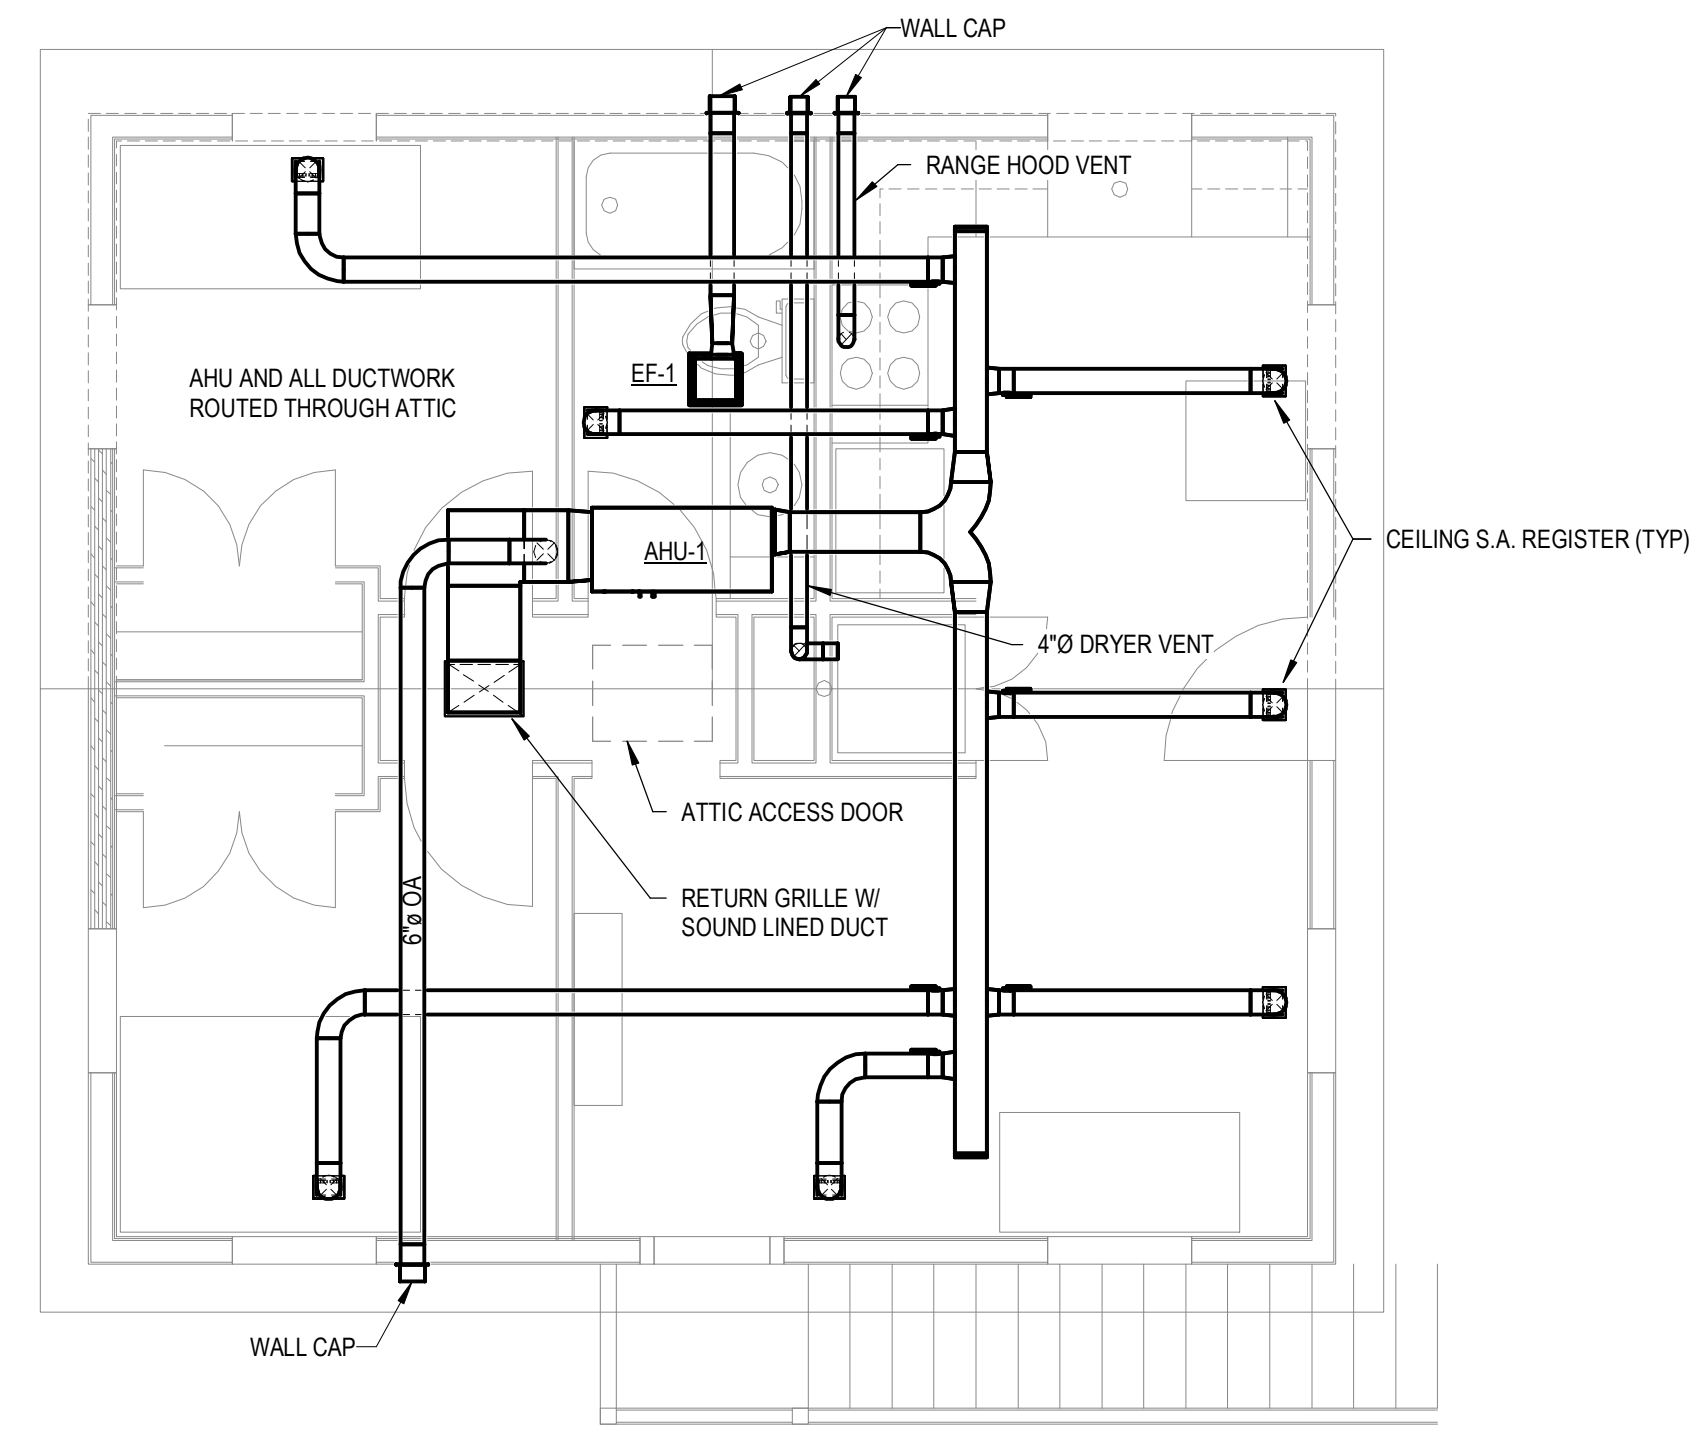 WALL CAP
RANGE HOOD VENT
AHU AND ALL DUCTWORK
ROUTED THROUGH ATTIC
EF-1
AHU-1
CEILING S.A. REGISTER (TYP)
4"Ø DRYER VENT
ATTIC ACCESS DOOR
RETURN GRILLE W/
SOUND LINED DUCT
6"ø OA
WALL CAP